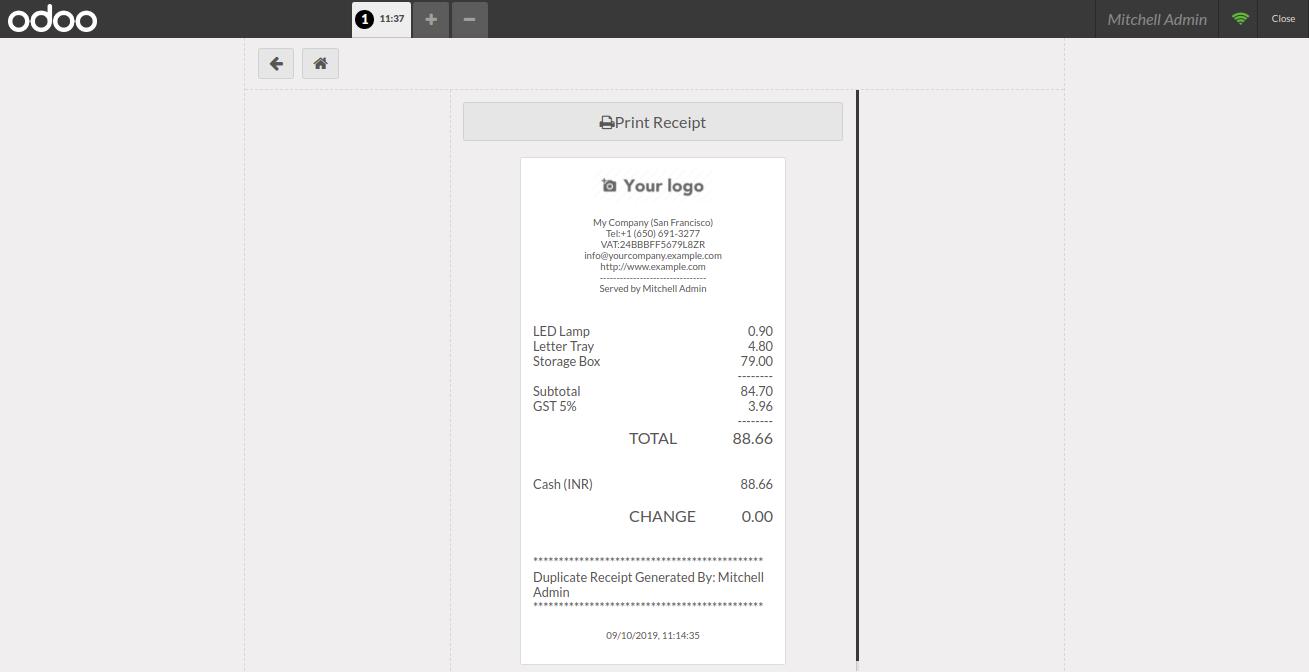 odoo
1 11:37
Mitchell Admin
Close
Print Receipt
Your logo
My Company (San Francisco)
Tel:+1 (650) 691-3277
VAT:24BBBFF5679L8ZR
info@yourcompany.example.com
http://www.example.com
--------------------------------
Served by Mitchell Admin
LED Lamp 0.90
Letter Tray 4.80
Storage Box 79.00
--------
Subtotal 84.70
GST 5% 3.96
--------
TOTAL 88.66
Cash (INR) 88.66
CHANGE 0.00
**********************************************
Duplicate Receipt Generated By: Mitchell
Admin
**********************************************
09/10/2019, 11:14:35